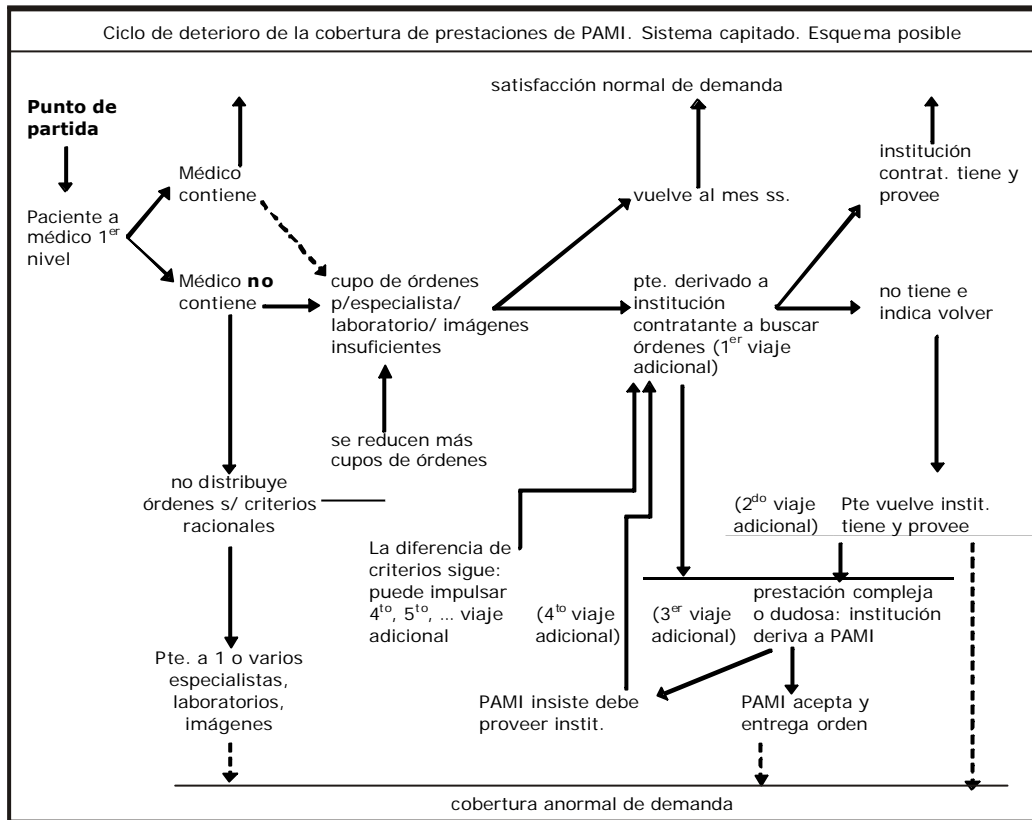 Ciclo de deterioro de la cobertura de prestaciones de PAMI. Sistema capitado. Esquema posible
satisfacción normal de demanda
Punto de
partida
Médico
contiene
institución
contrat. tiene y
provee
vuelve al mes ss.
Paciente a
médico 1er
nivel
Médico no
contiene
cupo de órdenes
p/especialista/
laboratorio/ imágenes
insuficientes
pte. derivado a
institución
contratante a buscar
órdenes (1er viaje
adicional)
no tiene e
indica volver
se reducen más
cupos de órdenes
no distribuye
órdenes s/ criterios
racionales
(2do viaje
adicional)
Pte vuelve instit.
tiene y provee
La diferencia de
criterios sigue:
puede impulsar
4to, 5to, ... viaje
adicional
(4to viaje
adicional)
(3er viaje
adicional)
prestación compleja
o dudosa: institución
deriva a PAMI
Pte. a 1 o varios
especialistas,
laboratorios,
imágenes
PAMI insiste debe
proveer instit.
PAMI acepta y
entrega orden
cobertura anormal de demanda